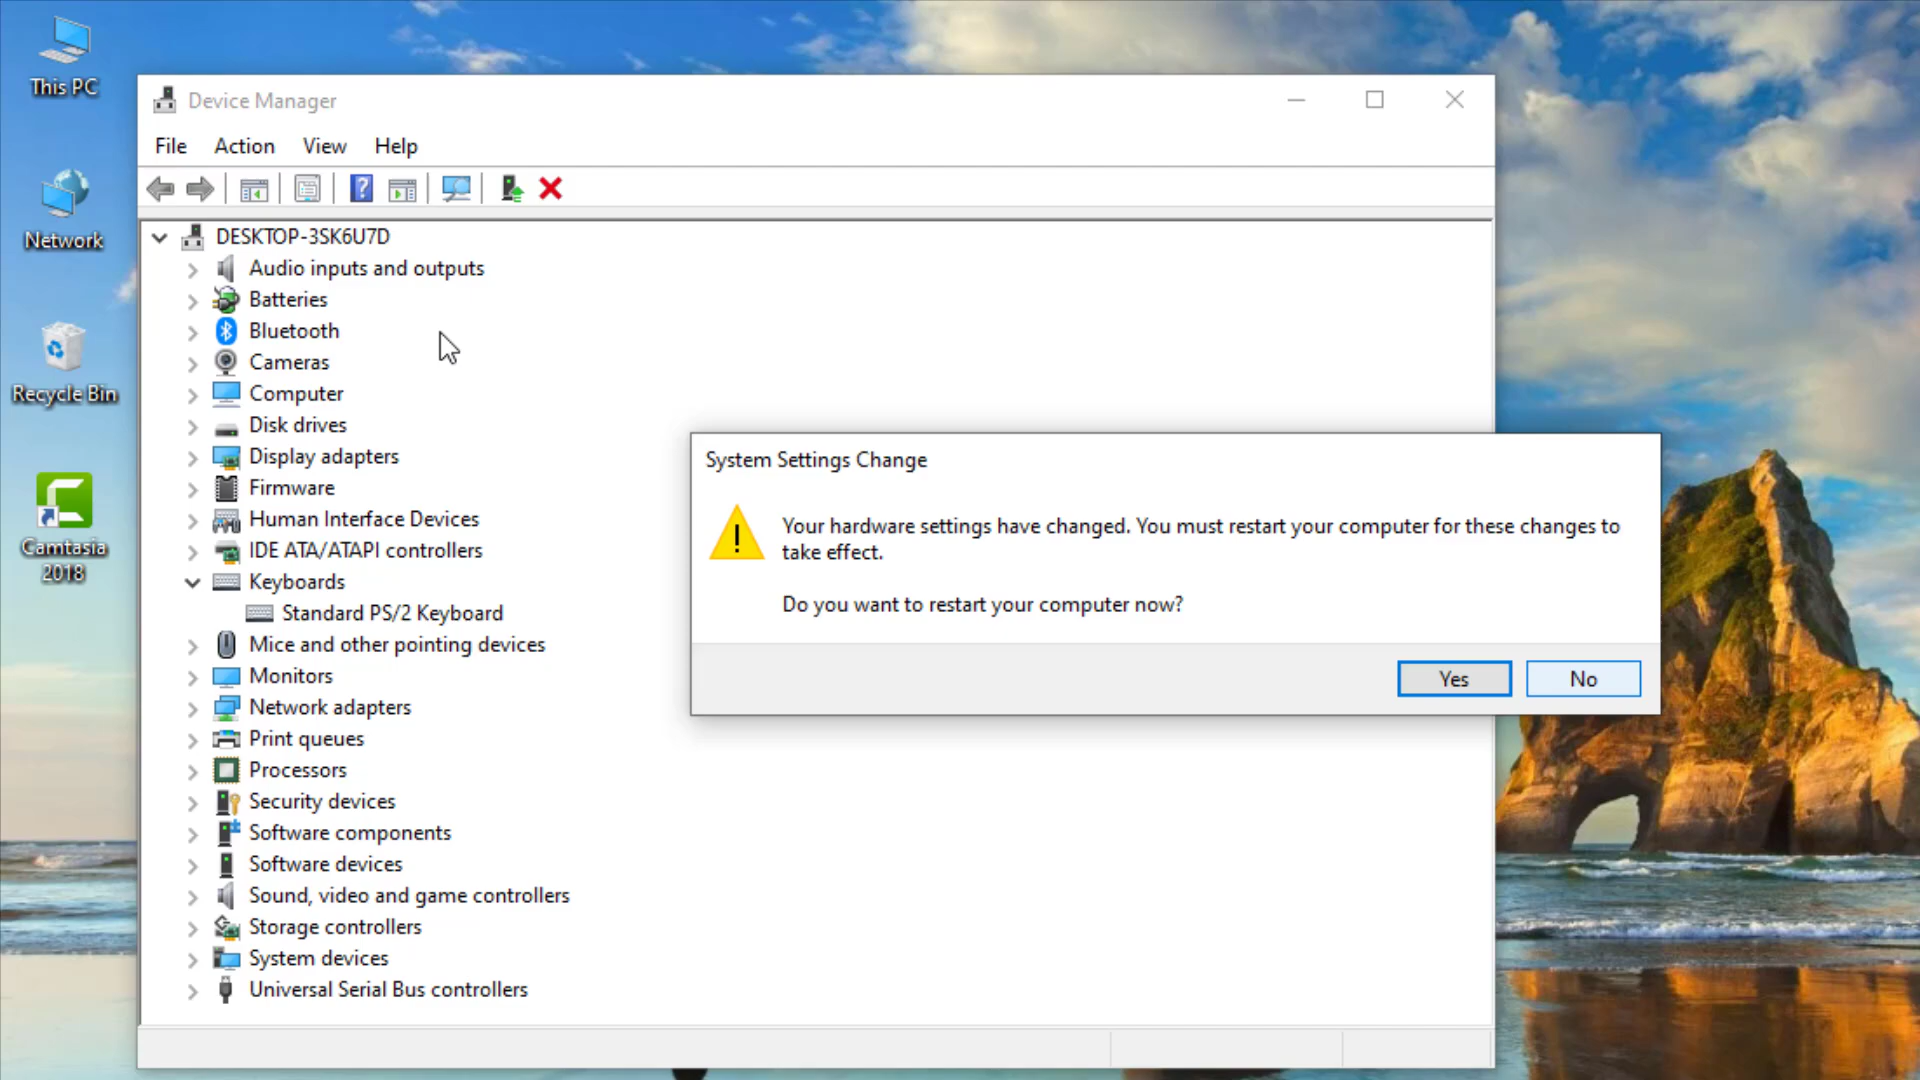 This PC
Network
Recycle Bin
Camtasia
2018
Device Manager
File Action View Help
DESKTOP-3SK6U7D
Audio inputs and outputs
Batteries
Bluetooth
Cameras
Computer
Disk drives
Display adapters
Firmware
Human Interface Devices
IDE ATA/ATAPI controllers
Keyboards
Standard PS/2 Keyboard
Mice and other pointing devices
Monitors
Network adapters
Print queues
Processors
Security devices
Software components
Software devices
Sound, video and game controllers
Storage controllers
System devices
Universal Serial Bus controllers
System Settings Change
Your hardware settings have changed. You must restart your computer for these changes to
take effect.
Do you want to restart your computer now?
Yes No